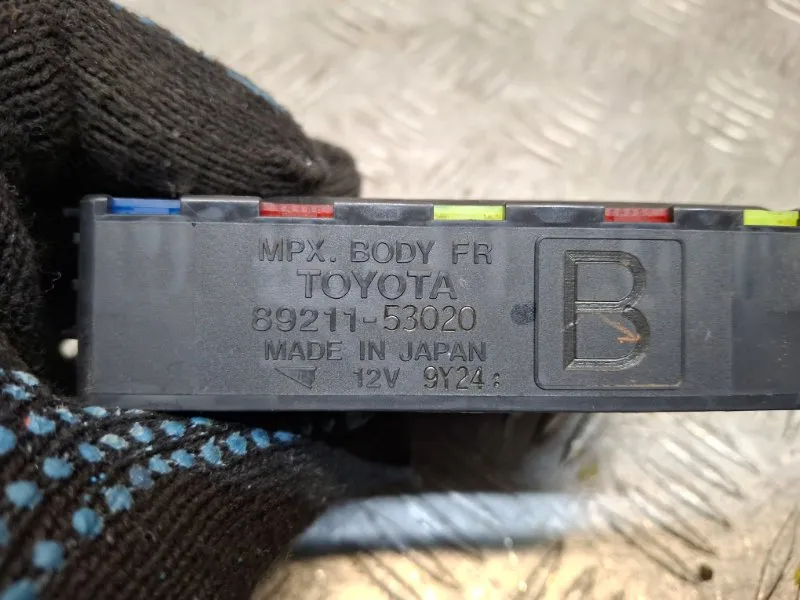 MPX. BODY FR
TOYOTA
89211-53020
MADE IN JAPAN
12V 9Y24:
B